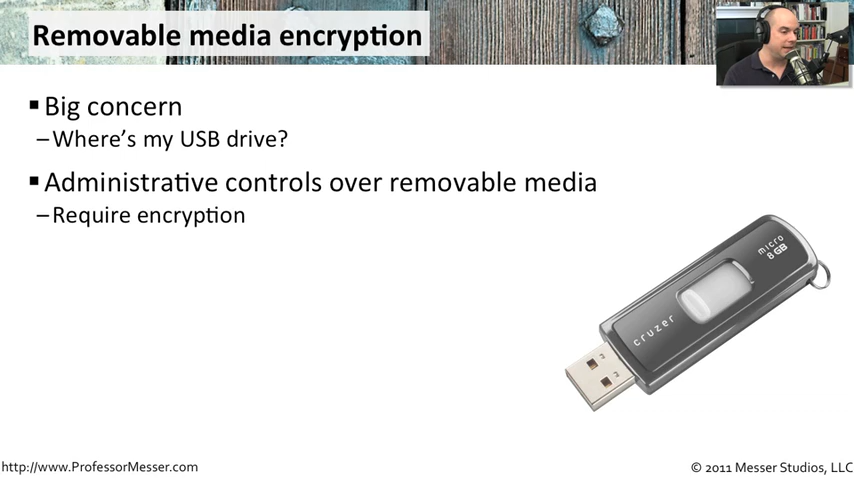 Removable media encryption
▪ Big concern
–Where's my USB drive?
▪ Administrative controls over removable media
–Require encryption
micro
8 GB
cruzer
http://www.ProfessorMesser.com
© 2011 Messer Studios, LLC